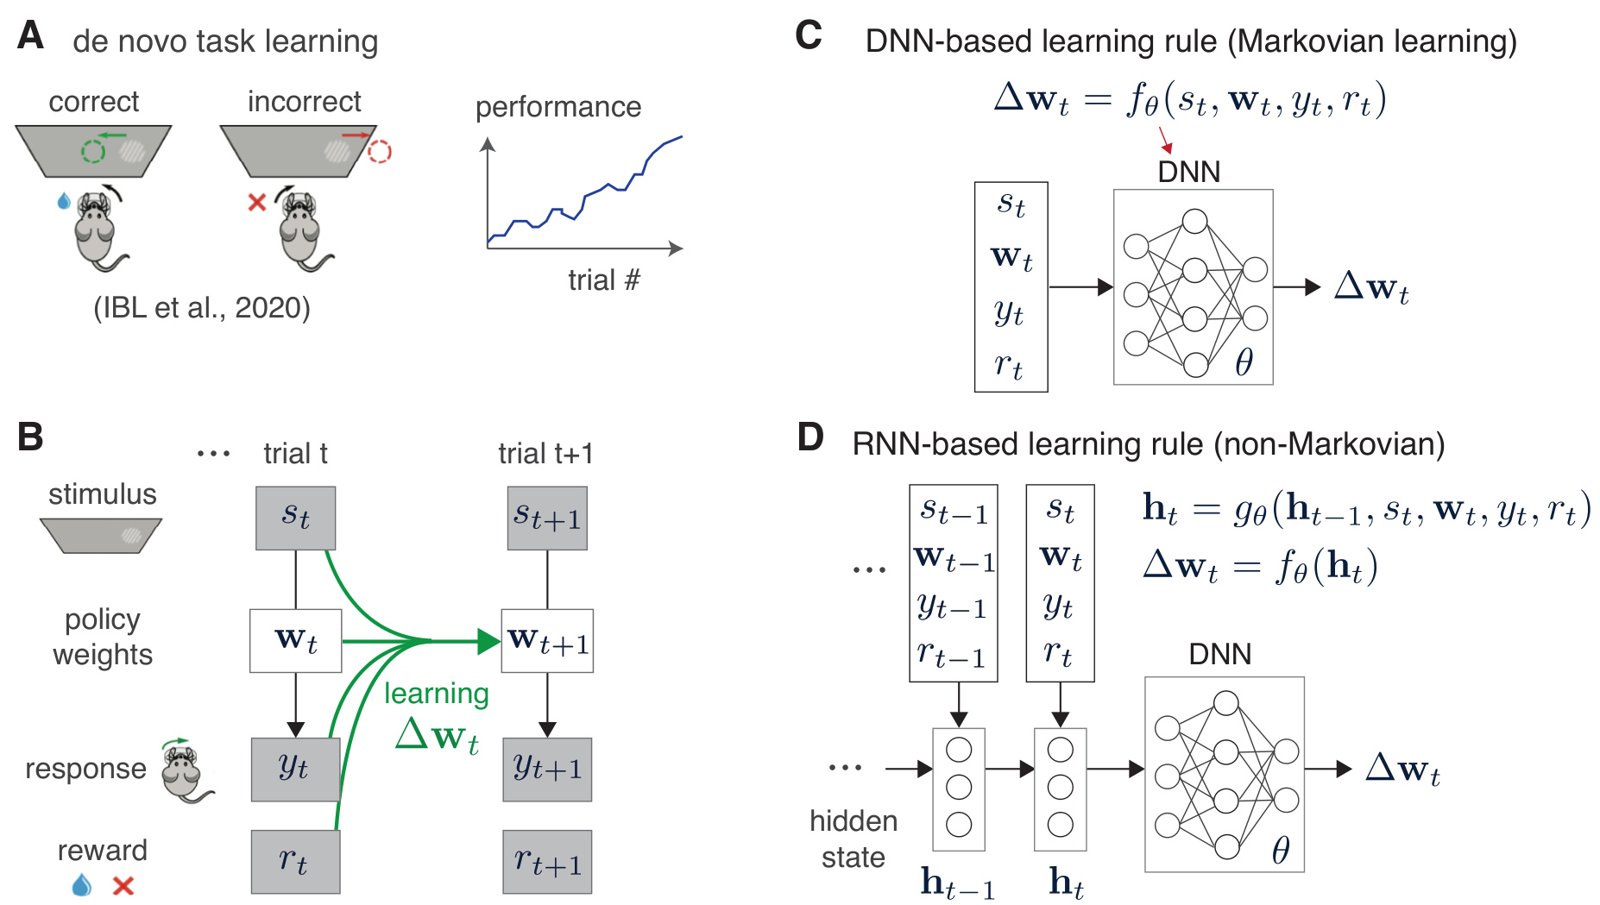 A de novo task learning
correct
incorrect
performance
trial #
(IBL et al., 2020)
B
... trial t
trial t+1
stimulus
s_t
s_{t+1}
policy
weights
w_t
w_{t+1}
learning
Δw_t
response
y_t
y_{t+1}
reward
r_t
r_{t+1}
C DNN-based learning rule (Markovian learning)
Δw_t = f_θ(s_t, w_t, y_t, r_t)
DNN
s_t
w_t
y_t
r_t
θ
Δw_t
D RNN-based learning rule (non-Markovian)
s_{t−1}
w_{t−1}
y_{t−1}
r_{t−1}
s_t
w_t
y_t
r_t
h_t = g_θ(h_{t−1}, s_t, w_t, y_t, r_t)
Δw_t = f_θ(h_t)
...
DNN
...
θ
Δw_t
hidden
state
h_{t−1}
h_t